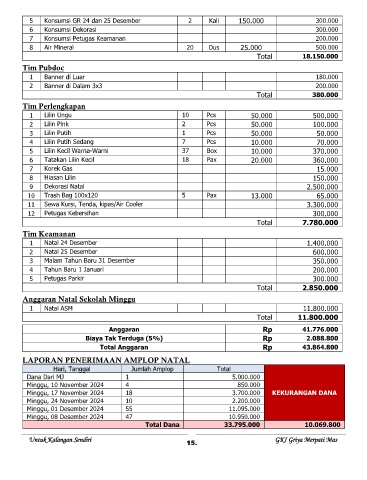 5 Konsumsi GR 24 dan 25 Desember 2 Kali 150.000 300.000
6 Konsumsi Dekorasi 300.000
7 Konsumsi Petugas Keamanan 200.000
8 Air Mineral 20 Dus 25.000 500.000
Total 18.150.000
Tim Pubdoc
1 Banner di Luar 180.000
2 Banner di Dalam 3x3 200.000
Total 380.000
Tim Perlengkapan
1 Lilin Ungu 10 Pcs 50.000 500,000
2 Lilin Pink 2 Pcs 50.000 100,000
3 Lilin Putih 1 Pcs 50.000 50.000
4 Lilin Putih Sedang 7 Pcs 10.000 70.000
5 Lilin Kecil Warna-Warni 37 Box 10.000 370,000
6 Tatakan Lilin Kecil 18 Pax 20.000 360,000
7 Korek Gas 15.000
8 Hiasan Lilin 150,000
9 Dekorasi Natal 2.500,000
10 Trash Bag 100x120 5 Pax 13.000 65.000
11 Sewa Kursi, Tenda, kipas/Air Cooler 3.300.000
12 Petugas Kebersihan 300,000
Total 7.780.000
Tim Keamanan
1 Natal 24 Desember 1.400,000
2 Natal 25 Desember 600,000
3 Malam Tahun Baru 31 Desember 350,000
4 Tahun Baru 1 Januari 200,000
5 Petugas Parkir 300,000
Total 2.850.000
Anggaran Natal Sekolah Minggu
1 Natal ASM 11.800.000
Total 11.800.000
Anggaran Rp 41.776.000
Biaya Tak Terduga (5%) Rp 2.088.800
Total Anggaran Rp 43.864.800
LAPORAN PENERIMAAN AMPLOP NATAL
Hari, Tanggal Jumlah Amplop Total
Dana Dari MJ 1 5.000.000
Minggu, 10 November 2024 4 850.000
Minggu, 17 November 2024 18 3.700.000 KEKURANGAN DANA
Minggu, 24 November 2024 10 2.200.000
Minggu, 01 Desember 2024 55 11.095.000
Minggu, 08 Desember 2024 47 10.950.000
Total Dana 33.795.000 10.069.800
Untuk Kalangan Sendiri GKJ Griya Merpati Mas
15.